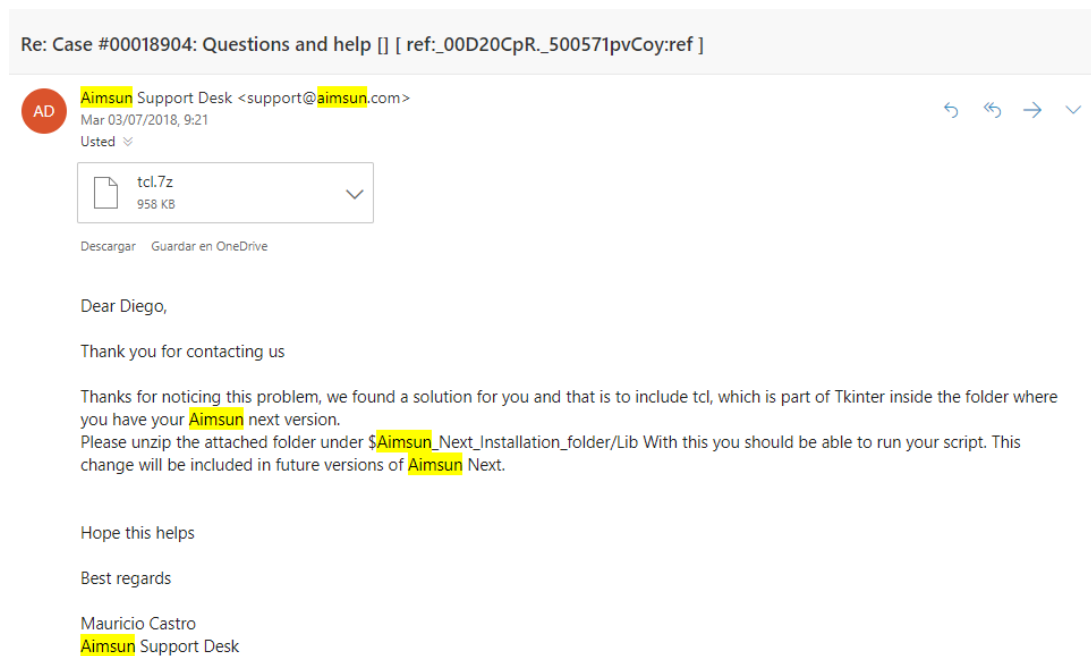 Re: Case #00018904: Questions and help [] [ ref:_00D20CpR._500571pvCoy:ref ]
AD
Aimsun Support Desk <support@aimsun.com>
Mar 03/07/2018, 9:21
Usted
tcl.7z
958 KB
Descargar Guardar en OneDrive
Dear Diego,
Thank you for contacting us
Thanks for noticing this problem, we found a solution for you and that is to include tcl, which is part of Tkinter inside the folder where
you have your Aimsun next version.
Please unzip the attached folder under $Aimsun_Next_Installation_folder/Lib With this you should be able to run your script. This
change will be included in future versions of Aimsun Next.
Hope this helps
Best regards
Mauricio Castro
Aimsun Support Desk